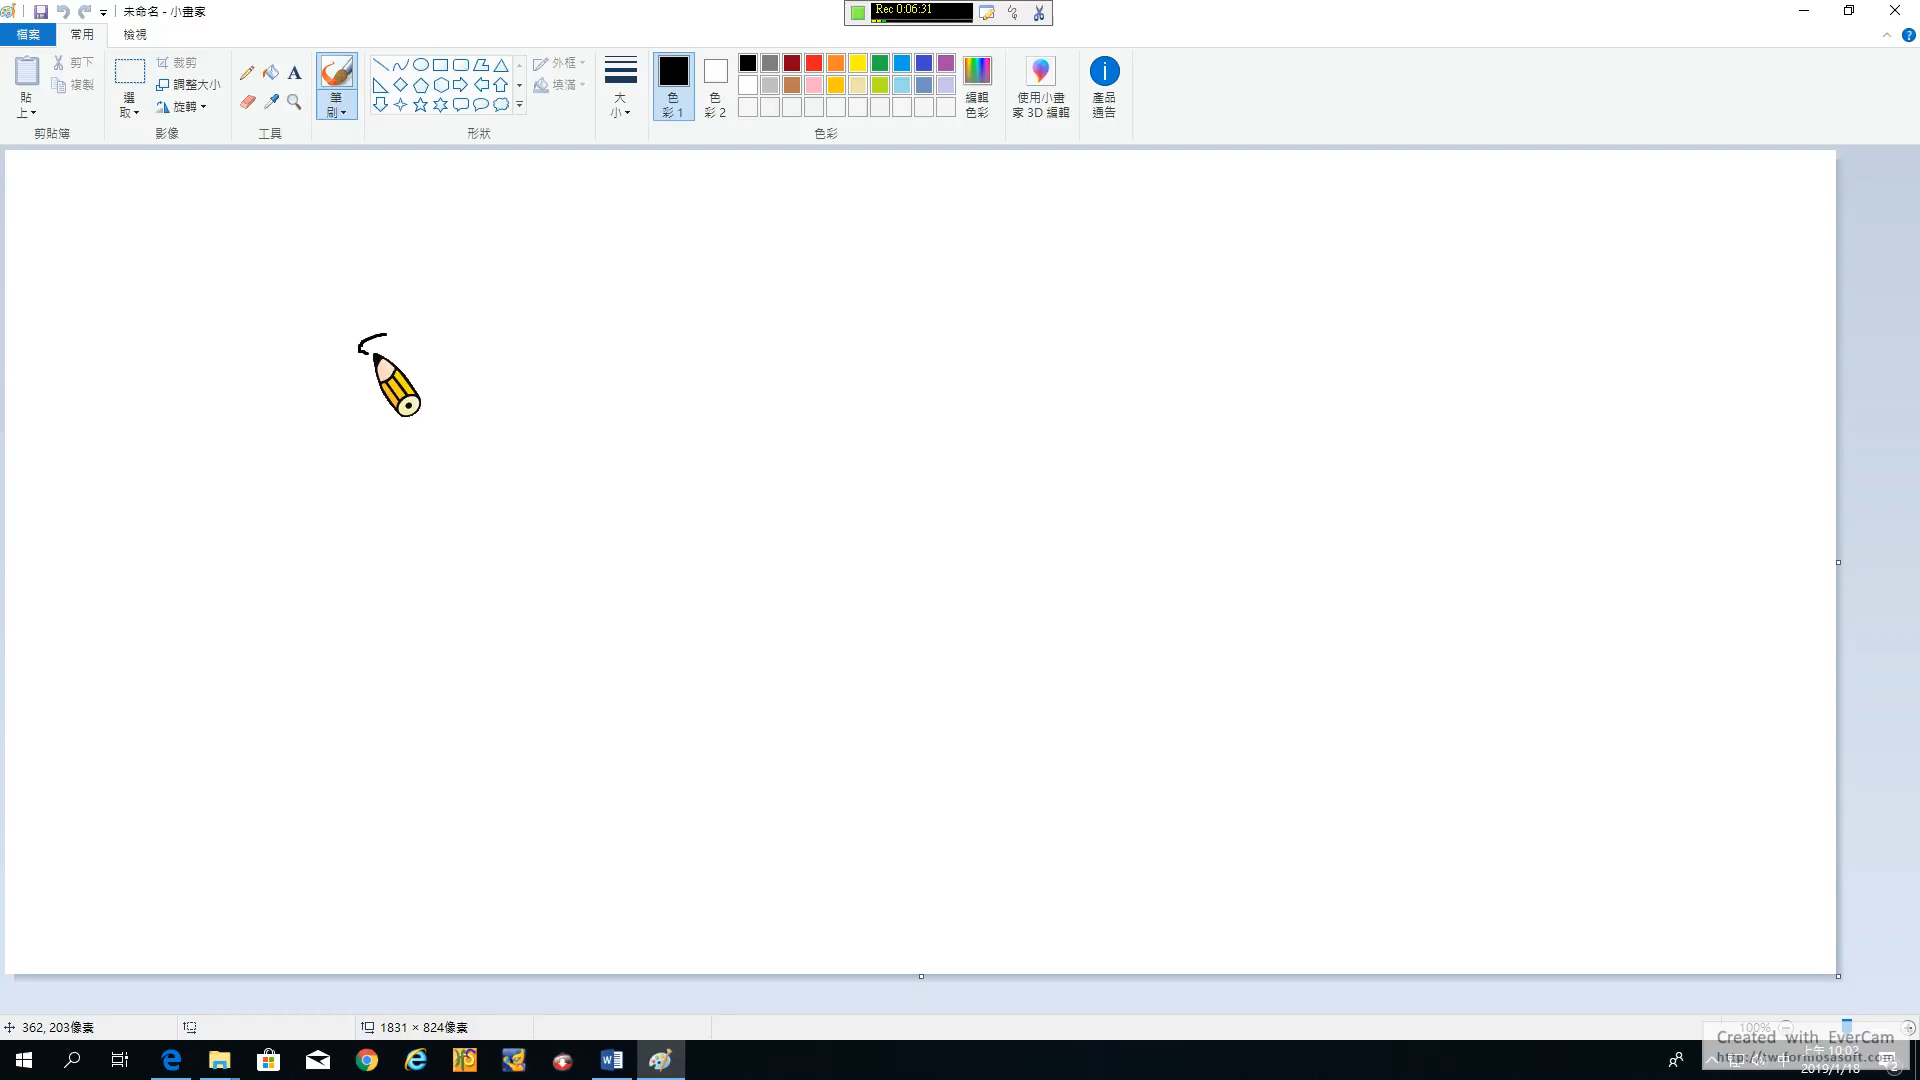 未命名 - 小畫家
Rec 0:06:31
檔案 常用 檢視
貼上
剪下
複製
剪貼簿
選取
裁剪
調整大小
旋轉
影像
A
工具
筆刷
外框
填滿
形狀
大小
色彩 1
色彩 2
編輯色彩
色彩
使用小畫家 3D 編輯
產品通告
362, 203像素
1831 × 824像素
100%
Created with EverCam
http://tw.formosasoft.com
上午 10:02
2019/1/18